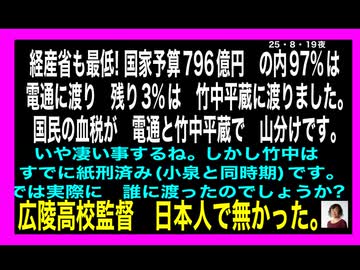 25・8・19夜
経産省も最低!国家予算796億円 の内97%は
電通に渡り 残り3%は 竹中平蔵に渡りました。
国民の血税が 電通と竹中平蔵で 山分けです。
いや凄い事するね。しかし竹中は
すでに紙刑済み(小泉と同時期)です。
では実際に 誰に渡ったのでしょうか?
広陵高校監督 日本人で無かった。